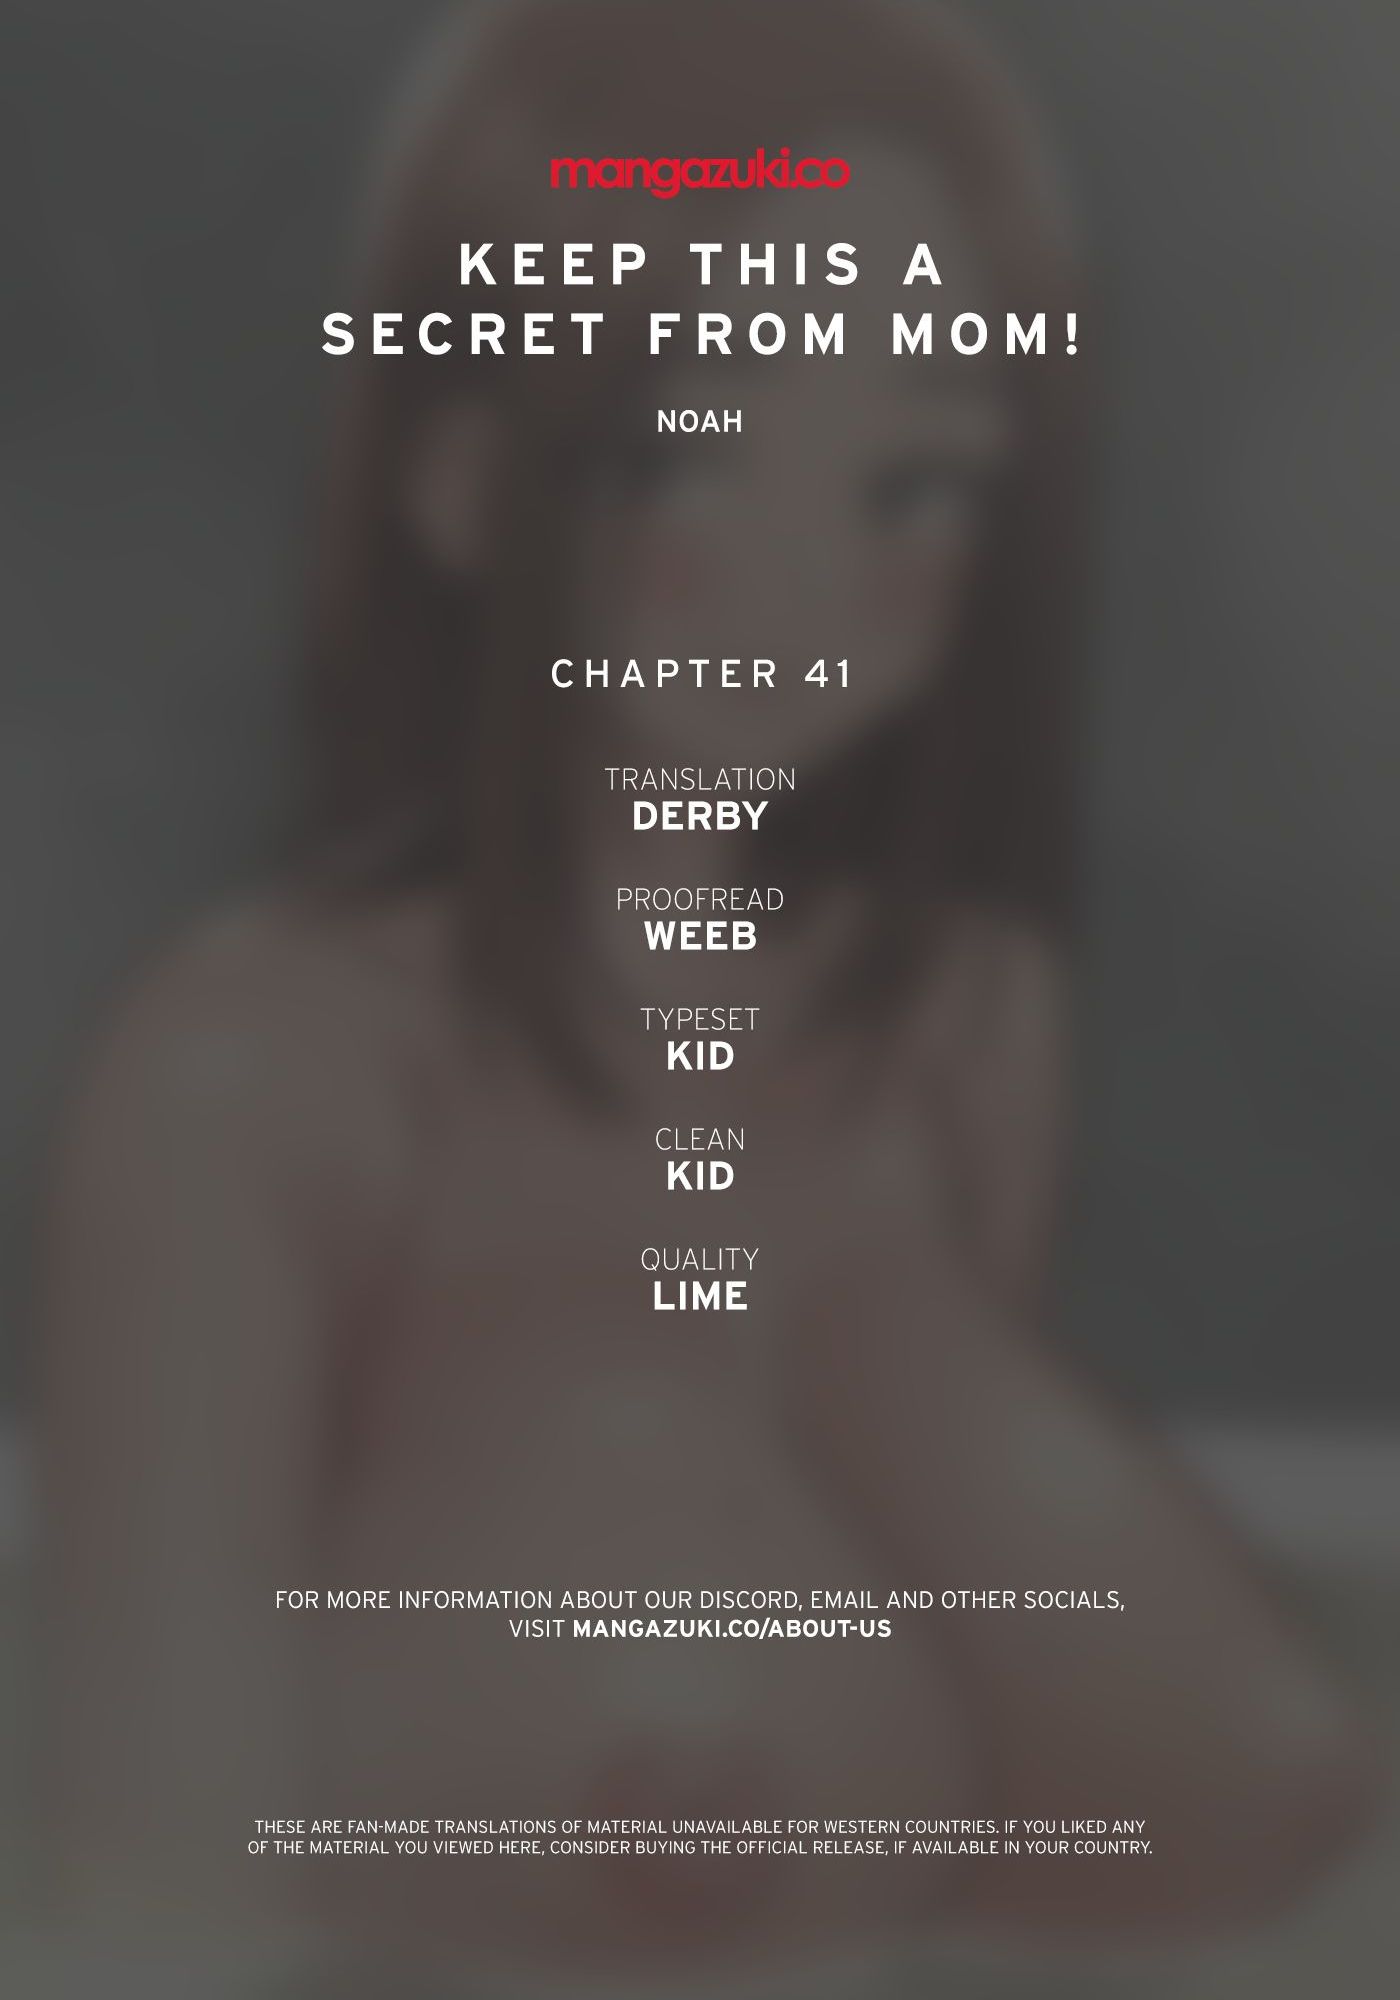 mangazuki.co
KEEP THIS A
SECRET FROM MOM!
NOAH
CHAPTER 41
TRANSLATION
DERBY
PROOFREAD
WEEB
TYPESET
KID
CLEAN
KID
QUALITY
LIME
FOR MORE INFORMATION ABOUT OUR DISCORD, EMAIL AND OTHER SOCIALS,
VISIT MANGAZUKI.CO/ABOUT-US
THESE ARE FAN-MADE TRANSLATIONS OF MATERIAL UNAVAILABLE FOR WESTERN COUNTRIES. IF YOU LIKED ANY
OF THE MATERIAL YOU VIEWED HERE, CONSIDER BUYING THE OFFICIAL RELEASE, IF AVAILABLE IN YOUR COUNTRY.